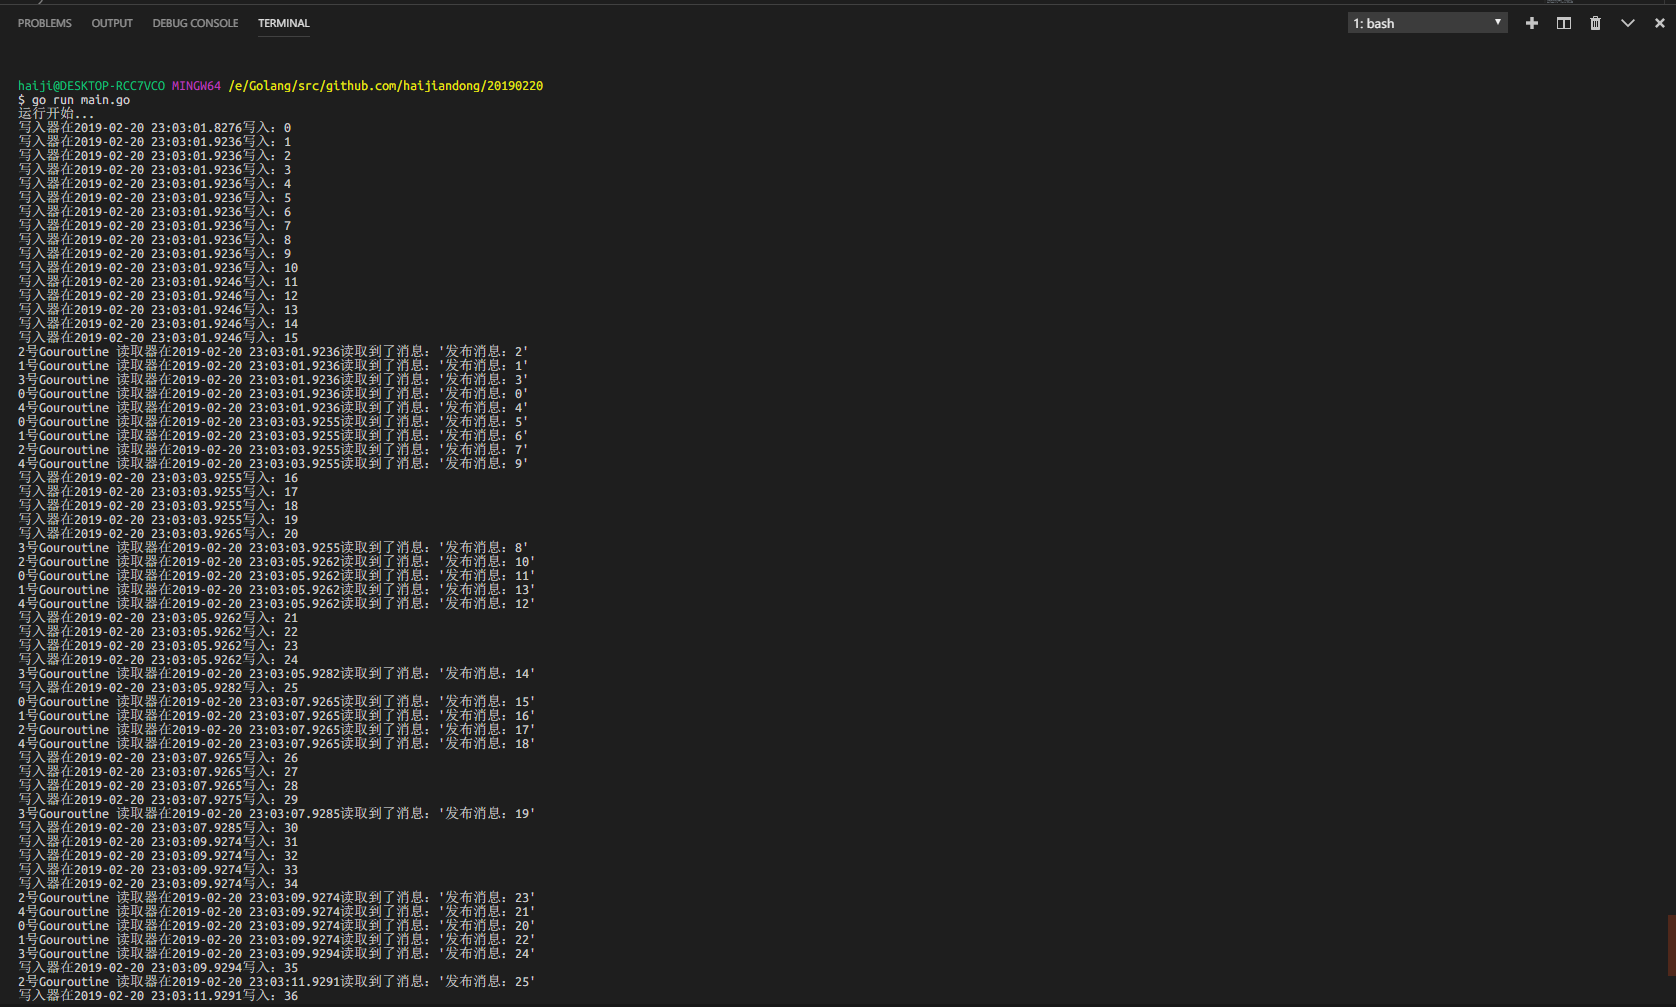 PROBLEMS OUTPUT DEBUG CONSOLE TERMINAL 1: bash
haiji@DESKTOP-RCC7VCO MINGW64 /e/Golang/src/github.com/haijiandong/20190220
$ go run main.go
运行开始...
写入器在2019-02-20 23:03:01.8276写入：0
写入器在2019-02-20 23:03:01.9236写入：1
写入器在2019-02-20 23:03:01.9236写入：2
写入器在2019-02-20 23:03:01.9236写入：3
写入器在2019-02-20 23:03:01.9236写入：4
写入器在2019-02-20 23:03:01.9236写入：5
写入器在2019-02-20 23:03:01.9236写入：6
写入器在2019-02-20 23:03:01.9236写入：7
写入器在2019-02-20 23:03:01.9236写入：8
写入器在2019-02-20 23:03:01.9236写入：9
写入器在2019-02-20 23:03:01.9236写入：10
写入器在2019-02-20 23:03:01.9246写入：11
写入器在2019-02-20 23:03:01.9246写入：12
写入器在2019-02-20 23:03:01.9246写入：13
写入器在2019-02-20 23:03:01.9246写入：14
写入器在2019-02-20 23:03:01.9246写入：15
2号Gouroutine 读取器在2019-02-20 23:03:01.9236读取到了消息：'发布消息：2'
1号Gouroutine 读取器在2019-02-20 23:03:01.9236读取到了消息：'发布消息：1'
3号Gouroutine 读取器在2019-02-20 23:03:01.9236读取到了消息：'发布消息：3'
0号Gouroutine 读取器在2019-02-20 23:03:01.9236读取到了消息：'发布消息：0'
4号Gouroutine 读取器在2019-02-20 23:03:01.9236读取到了消息：'发布消息：4'
0号Gouroutine 读取器在2019-02-20 23:03:03.9255读取到了消息：'发布消息：5'
1号Gouroutine 读取器在2019-02-20 23:03:03.9255读取到了消息：'发布消息：6'
2号Gouroutine 读取器在2019-02-20 23:03:03.9255读取到了消息：'发布消息：7'
4号Gouroutine 读取器在2019-02-20 23:03:03.9255读取到了消息：'发布消息：9'
写入器在2019-02-20 23:03:03.9255写入：16
写入器在2019-02-20 23:03:03.9255写入：17
写入器在2019-02-20 23:03:03.9255写入：18
写入器在2019-02-20 23:03:03.9255写入：19
写入器在2019-02-20 23:03:03.9265写入：20
3号Gouroutine 读取器在2019-02-20 23:03:03.9255读取到了消息：'发布消息：8'
2号Gouroutine 读取器在2019-02-20 23:03:05.9262读取到了消息：'发布消息：10'
0号Gouroutine 读取器在2019-02-20 23:03:05.9262读取到了消息：'发布消息：11'
1号Gouroutine 读取器在2019-02-20 23:03:05.9262读取到了消息：'发布消息：13'
4号Gouroutine 读取器在2019-02-20 23:03:05.9262读取到了消息：'发布消息：12'
写入器在2019-02-20 23:03:05.9262写入：21
写入器在2019-02-20 23:03:05.9262写入：22
写入器在2019-02-20 23:03:05.9262写入：23
写入器在2019-02-20 23:03:05.9262写入：24
3号Gouroutine 读取器在2019-02-20 23:03:05.9282读取到了消息：'发布消息：14'
写入器在2019-02-20 23:03:05.9282写入：25
0号Gouroutine 读取器在2019-02-20 23:03:07.9265读取到了消息：'发布消息：15'
1号Gouroutine 读取器在2019-02-20 23:03:07.9265读取到了消息：'发布消息：16'
2号Gouroutine 读取器在2019-02-20 23:03:07.9265读取到了消息：'发布消息：17'
4号Gouroutine 读取器在2019-02-20 23:03:07.9265读取到了消息：'发布消息：18'
写入器在2019-02-20 23:03:07.9265写入：26
写入器在2019-02-20 23:03:07.9265写入：27
写入器在2019-02-20 23:03:07.9265写入：28
写入器在2019-02-20 23:03:07.9275写入：29
3号Gouroutine 读取器在2019-02-20 23:03:07.9285读取到了消息：'发布消息：19'
写入器在2019-02-20 23:03:07.9285写入：30
写入器在2019-02-20 23:03:09.9274写入：31
写入器在2019-02-20 23:03:09.9274写入：32
写入器在2019-02-20 23:03:09.9274写入：33
写入器在2019-02-20 23:03:09.9274写入：34
2号Gouroutine 读取器在2019-02-20 23:03:09.9274读取到了消息：'发布消息：23'
4号Gouroutine 读取器在2019-02-20 23:03:09.9274读取到了消息：'发布消息：21'
0号Gouroutine 读取器在2019-02-20 23:03:09.9274读取到了消息：'发布消息：20'
1号Gouroutine 读取器在2019-02-20 23:03:09.9274读取到了消息：'发布消息：22'
3号Gouroutine 读取器在2019-02-20 23:03:09.9294读取到了消息：'发布消息：24'
写入器在2019-02-20 23:03:09.9294写入：35
2号Gouroutine 读取器在2019-02-20 23:03:11.9291读取到了消息：'发布消息：25'
写入器在2019-02-20 23:03:11.9291写入：36